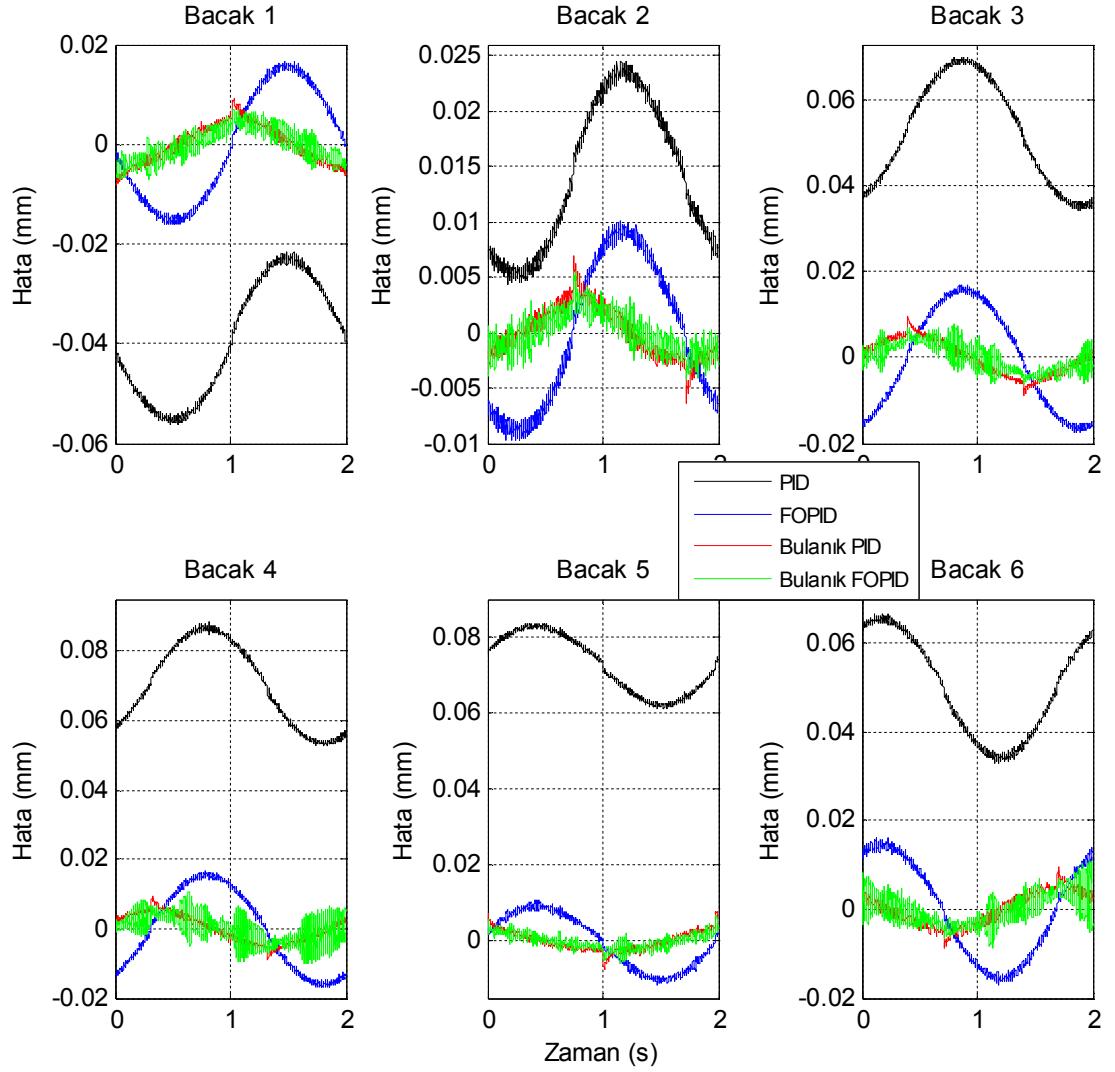 Bacak 1
Bacak 2
Bacak 3
0.02
0
-0.02
-0.04
-0.06
Hata (mm)
0 1 2
0.025
0.02
0.015
0.01
0.005
0
-0.005
-0.01
Hata (mm)
0 1 2
0.06
0.04
0.02
0
-0.02
Hata (mm)
0 1 2
PID
FOPID
Bulanık PID
Bulanık FOPID
Bacak 4
Bacak 5
Bacak 6
0.08
0.06
0.04
0.02
0
-0.02
Hata (mm)
0 1 2
0.08
0.06
0.04
0.02
0
Hata (mm)
0 1 2
Zaman (s)
0.06
0.04
0.02
0
-0.02
Hata (mm)
0 1 2